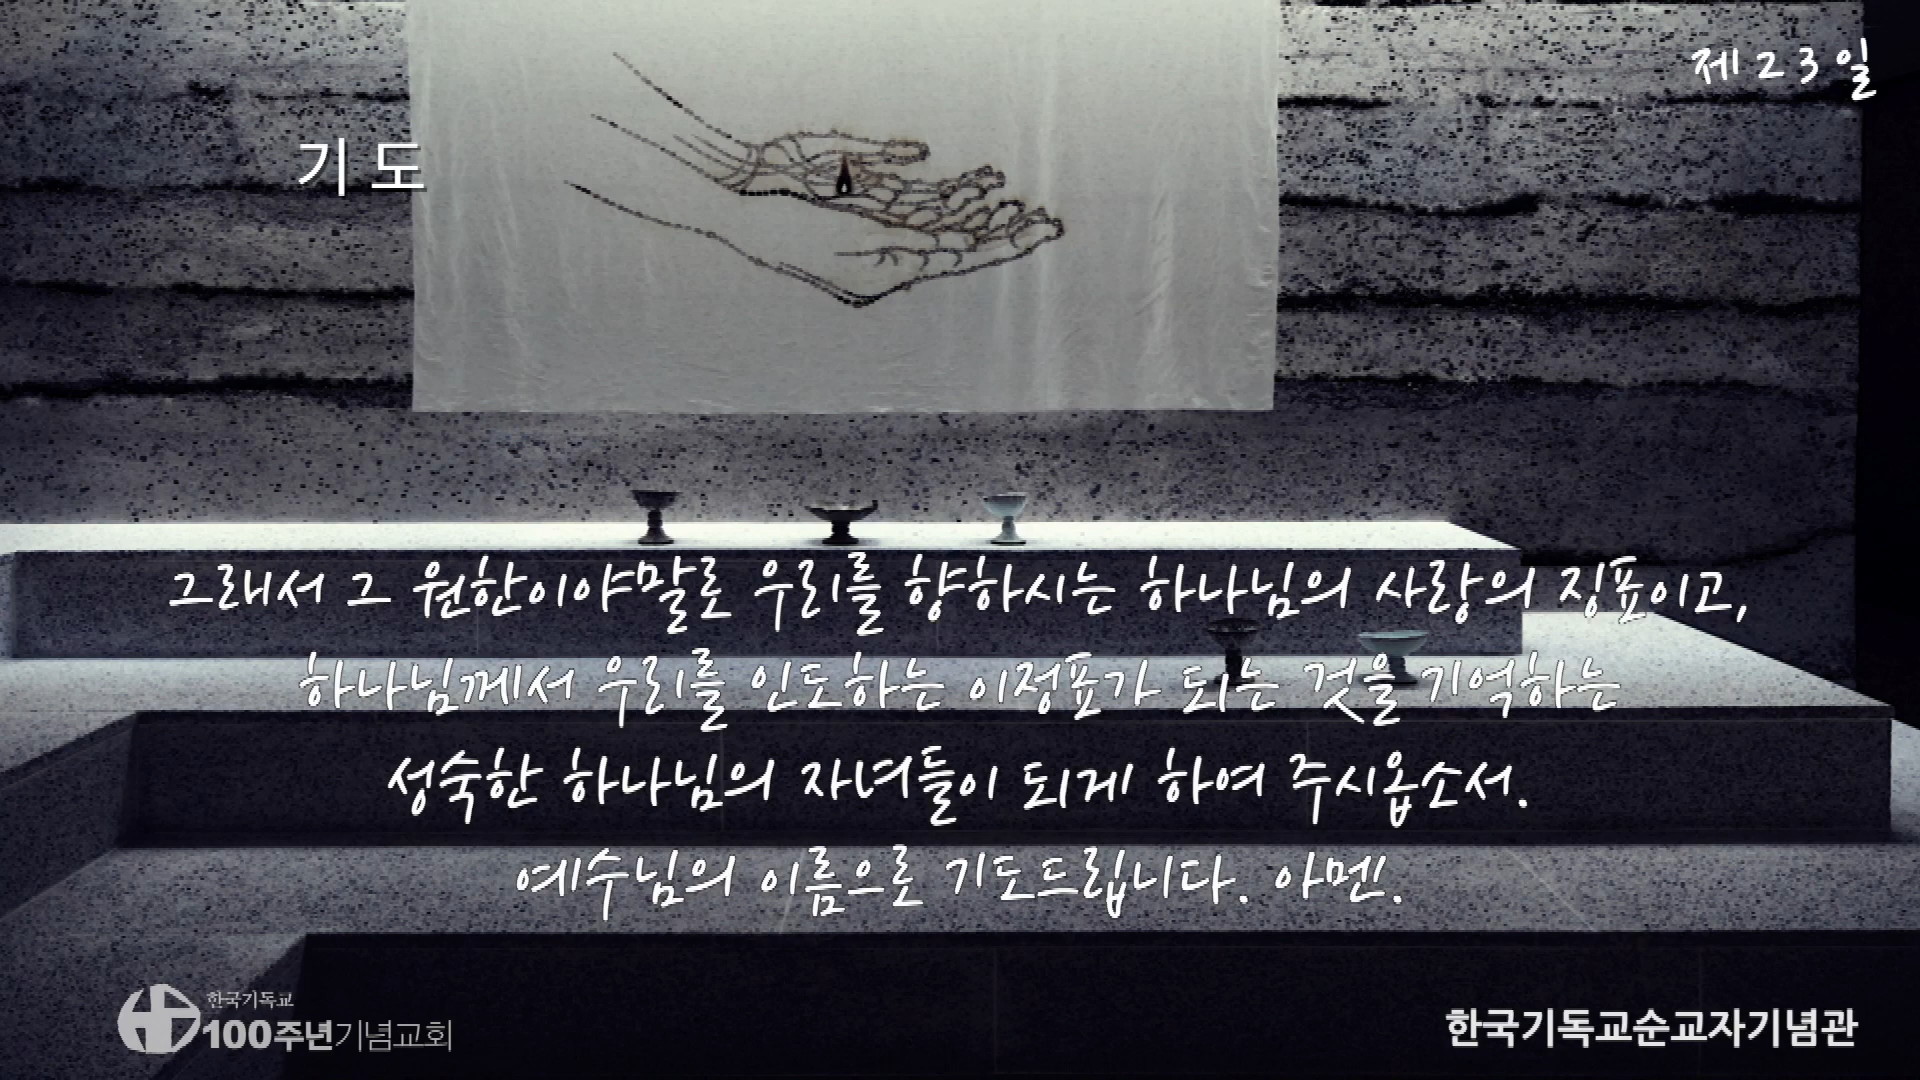 제23일
기도
그래서 그 원한이야말로 우리를 향하시는 하나님의 사랑의 징표이고,
하나님께서 우리를 인도하는 이정표가 되는 것을 기억하는
성숙한 하나님의 자녀들이 되게 하여 주시옵소서.
예수님의 이름으로 기도드립니다. 아멘!.
한국기독교
100주년기념교회
한국기독교순교자기념관